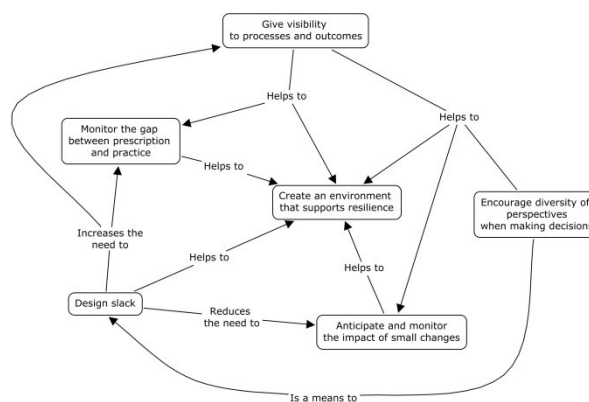 Give visibility
to processes and outcomes
Helps to
Helps to
Monitor the gap
between prescription
and practice
Helps to
Create an environment
that supports resilience
Encourage diversity of
perspectives
when making decisions
Increases the
need to
Helps to
Helps to
Design slack
Reduces
the need to
Anticipate and monitor
the impact of small changes
Is a means to